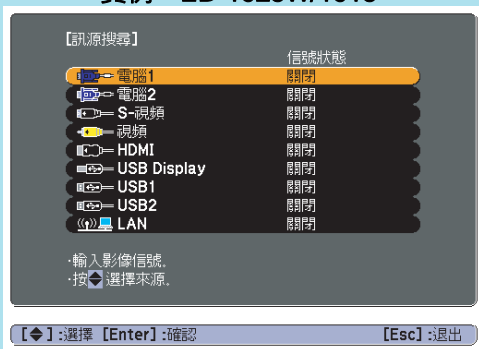 【訊源搜尋】
信號狀態
電腦1 關閉
電腦2 關閉
S-視頻 關閉
視頻 關閉
HDMI 關閉
USB Display 關閉
USB1 關閉
USB2 關閉
LAN 關閉
·輸入影像信號.
·按 選擇來源.
[ ]:選擇 [Enter]:確認 [Esc]:退出